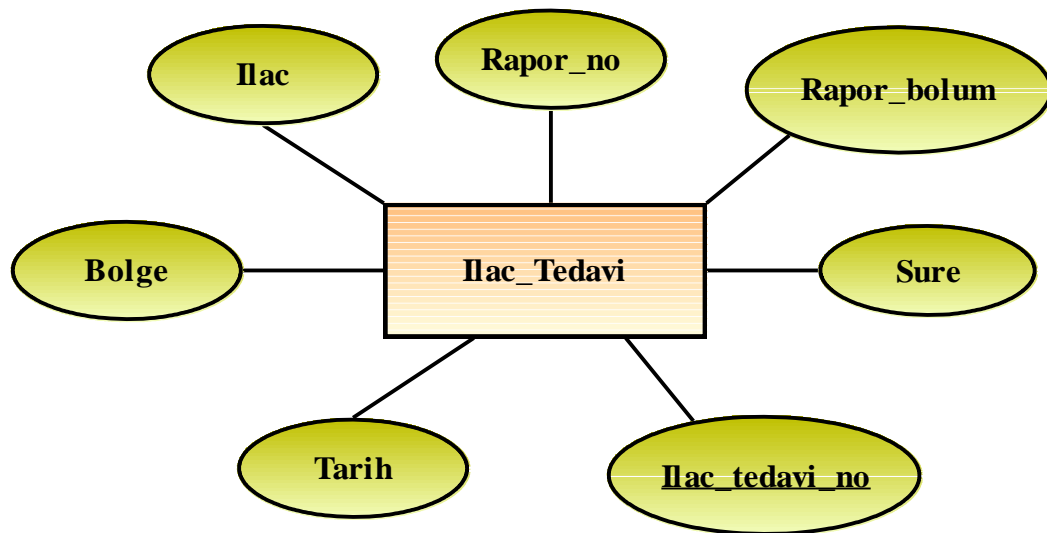 Rapor_no
Ilac
Rapor_bolum
Bolge
Ilac_Tedavi
Sure
Tarih
Ilac_tedavi_no